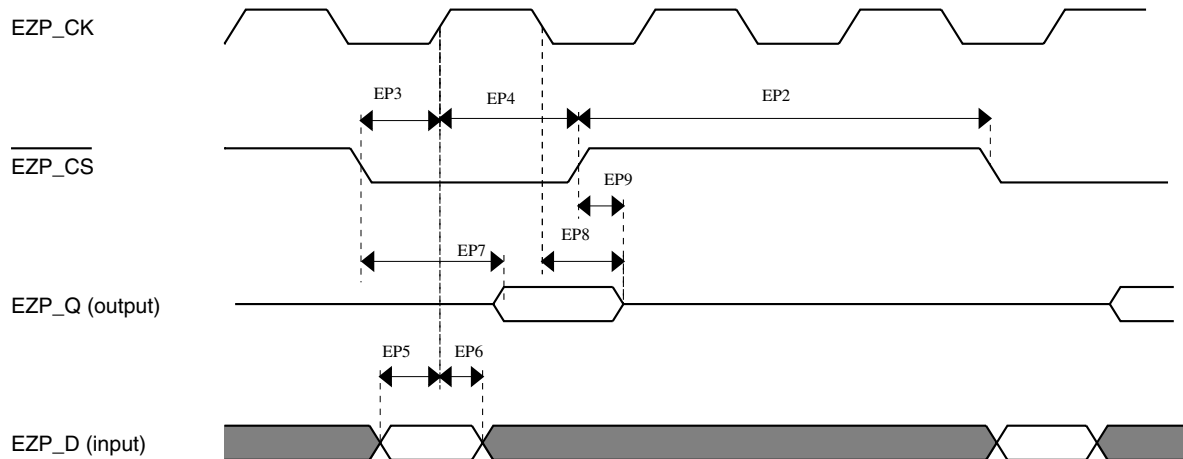 EZP_CK
EP3
EP4
EP2
EZP_CS
EP9
EP8
EP7
EZP_Q (output)
EP5
EP6
EZP_D (input)